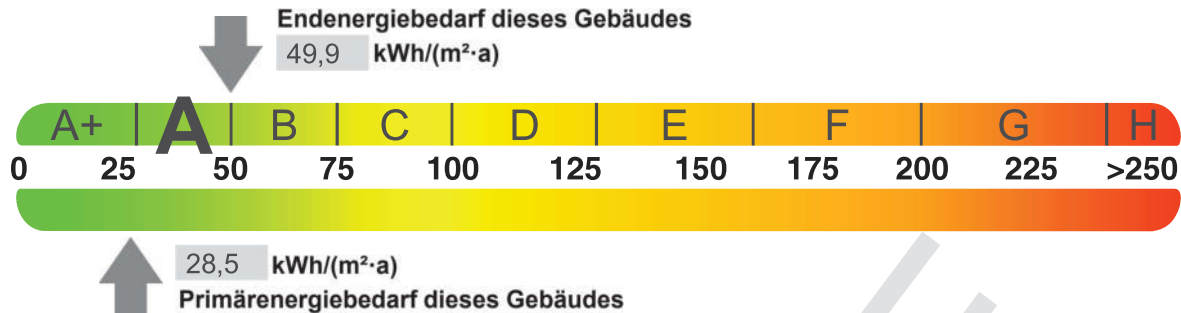 Endenergiebedarf dieses Gebäudes
49,9 kWh/(m²·a)
A+ A B C D E F G H
0 25 50 75 100 125 150 175 200 225 >250
28,5 kWh/(m²·a)
Primärenergiebedarf dieses Gebäudes